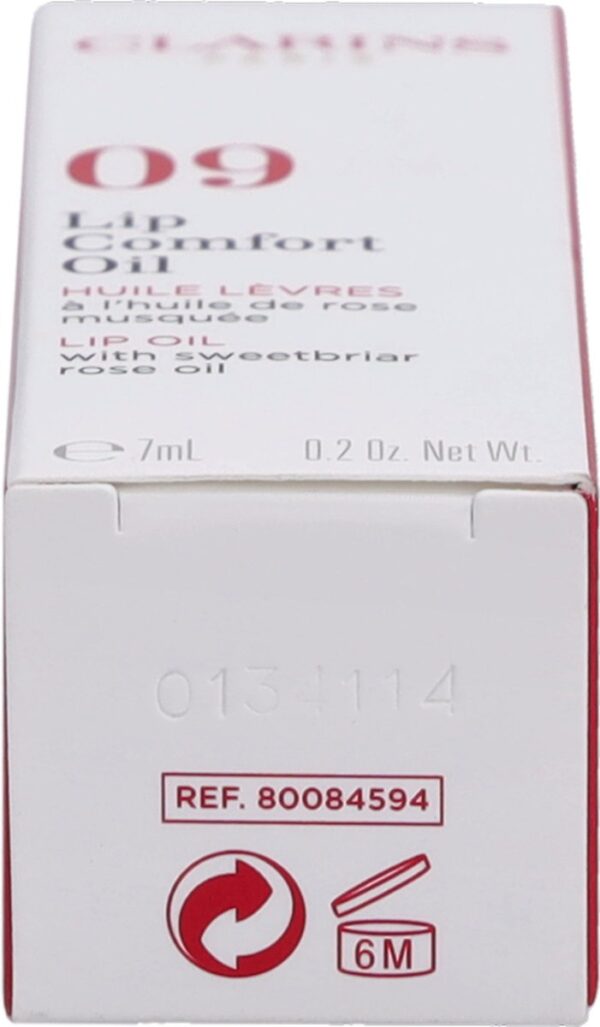 CLARINS
PARIS
09
Lip
Comfort
Oil
HUILE LÈVRES
à l'huile de rose
musquée
LIP OIL
with sweetbriar
rose oil
e 7mL 0.2 Oz. Net Wt.
0134114
REF. 80084594
6M